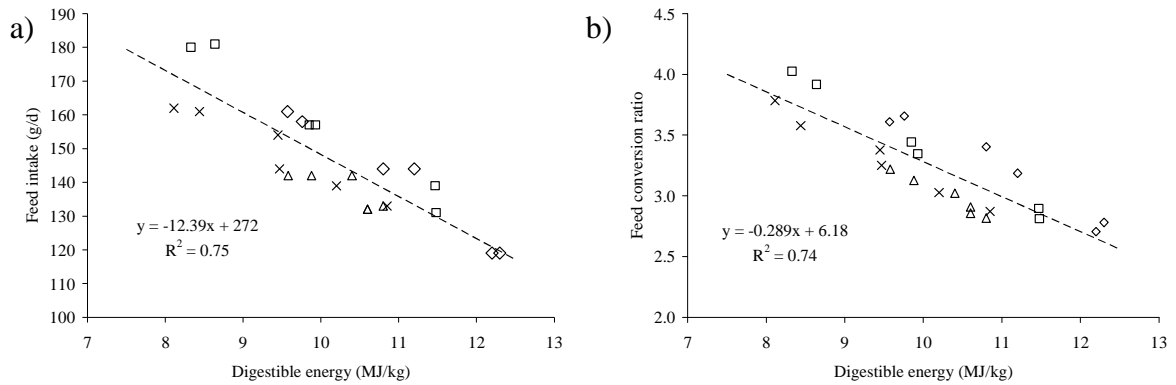 a)
190
180
170
160
150
140
130
120
110
100
Feed intake (g/d)
y = -12.39x + 272
R² = 0.75
7 8 9 10 11 12 13
Digestible energy (MJ/kg)
b)
4.5
4.0
3.5
3.0
2.5
2.0
Feed conversion ratio
y = -0.289x + 6.18
R² = 0.74
7 8 9 10 11 12 13
Digestible energy (MJ/kg)